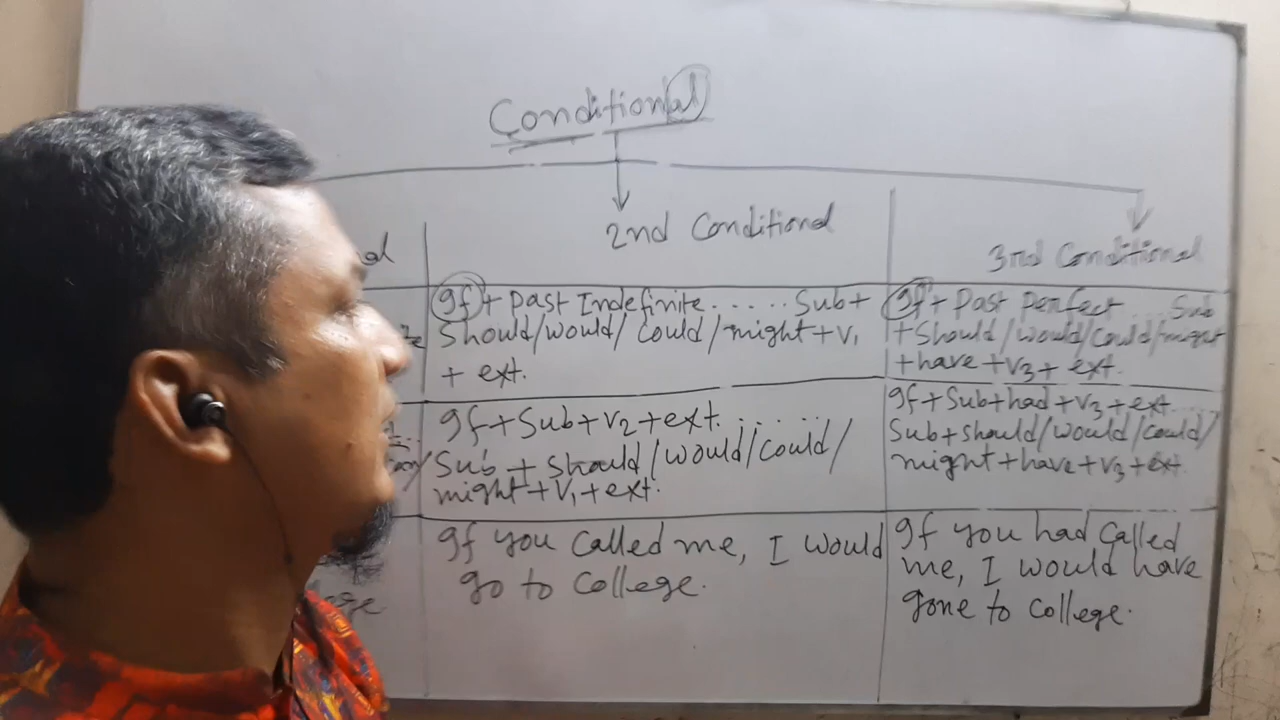 Conditional
2nd Conditional
3rd Conditional
If + Past Indefinite ...... Sub +
Should/would/ could/might + V1
+ ext.
If + Past Perfect ... Sub
+ Should/would/could/might
+ have + V3 + ext.
If + Sub + V2 + ext. ......
Sub + Should/would/could/
might + V1 + ext.
If + Sub + had + V3 + ext. ....
Sub + should/would/could/
might + have + V3 + ext.
If you called me, I would
go to college.
If you had called
me, I would have
gone to college.